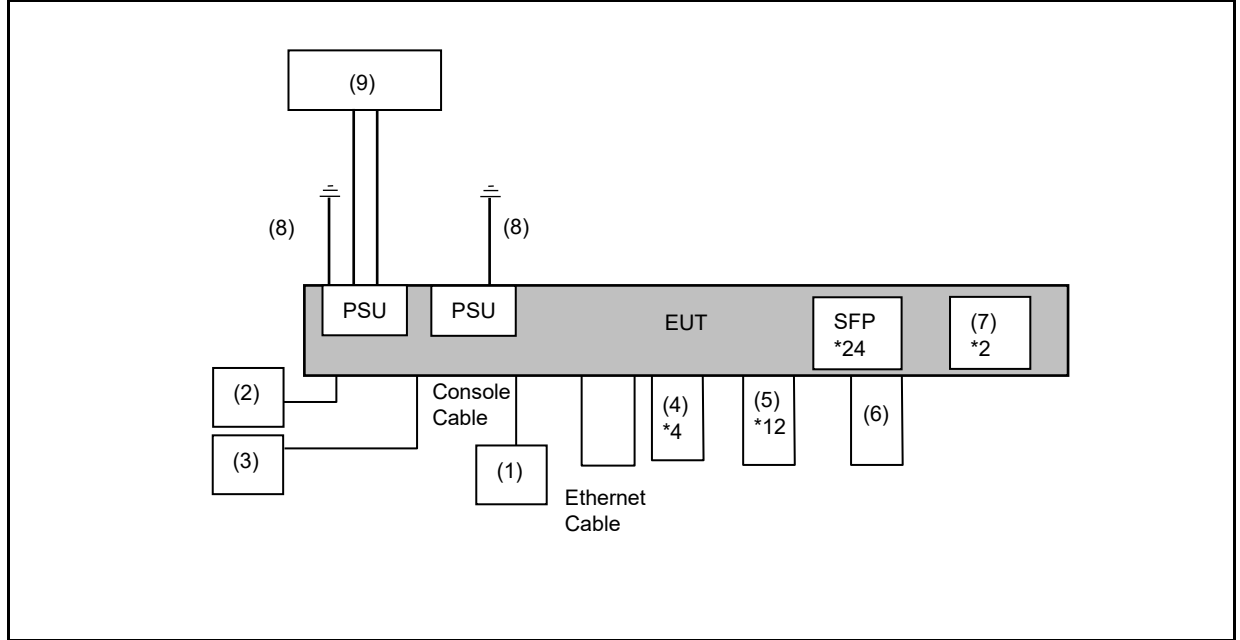 (9)
(8)
(8)
PSU
PSU
EUT
SFP
*24
(7)
*2
(2)
(3)
Console
Cable
(1)
Ethernet
Cable
(4)
*4
(5)
*12
(6)